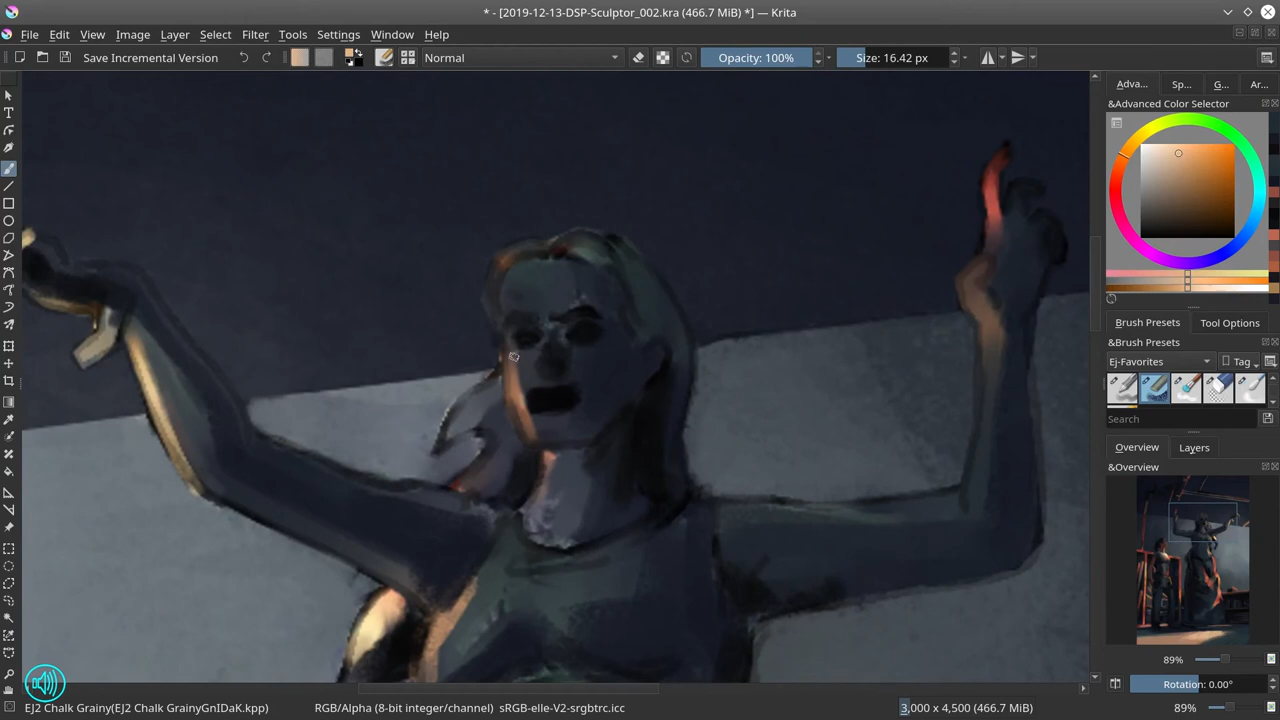 * - [2019-12-13-DSP-Sculptor_002.kra (466.7 MiB) *] — Krita
File Edit View Image Layer Select Filter Tools Settings Window Help
Save Incremental Version Normal Opacity: 100% Size: 16.42 px
Adva... Sp... G... Ar...
&Advanced Color Selector
Brush Presets Tool Options
&Brush Presets
Ej-Favorites Tag
Search
Overview Layers
&Overview
89%
Rotation: 0.00°
EJ2 Chalk Grainy(EJ2 Chalk GrainyGnIDaK.kpp) RGB/Alpha (8-bit integer/channel) sRGB-elle-V2-srgbtrc.icc 3,000 x 4,500 (466.7 MiB) 89%